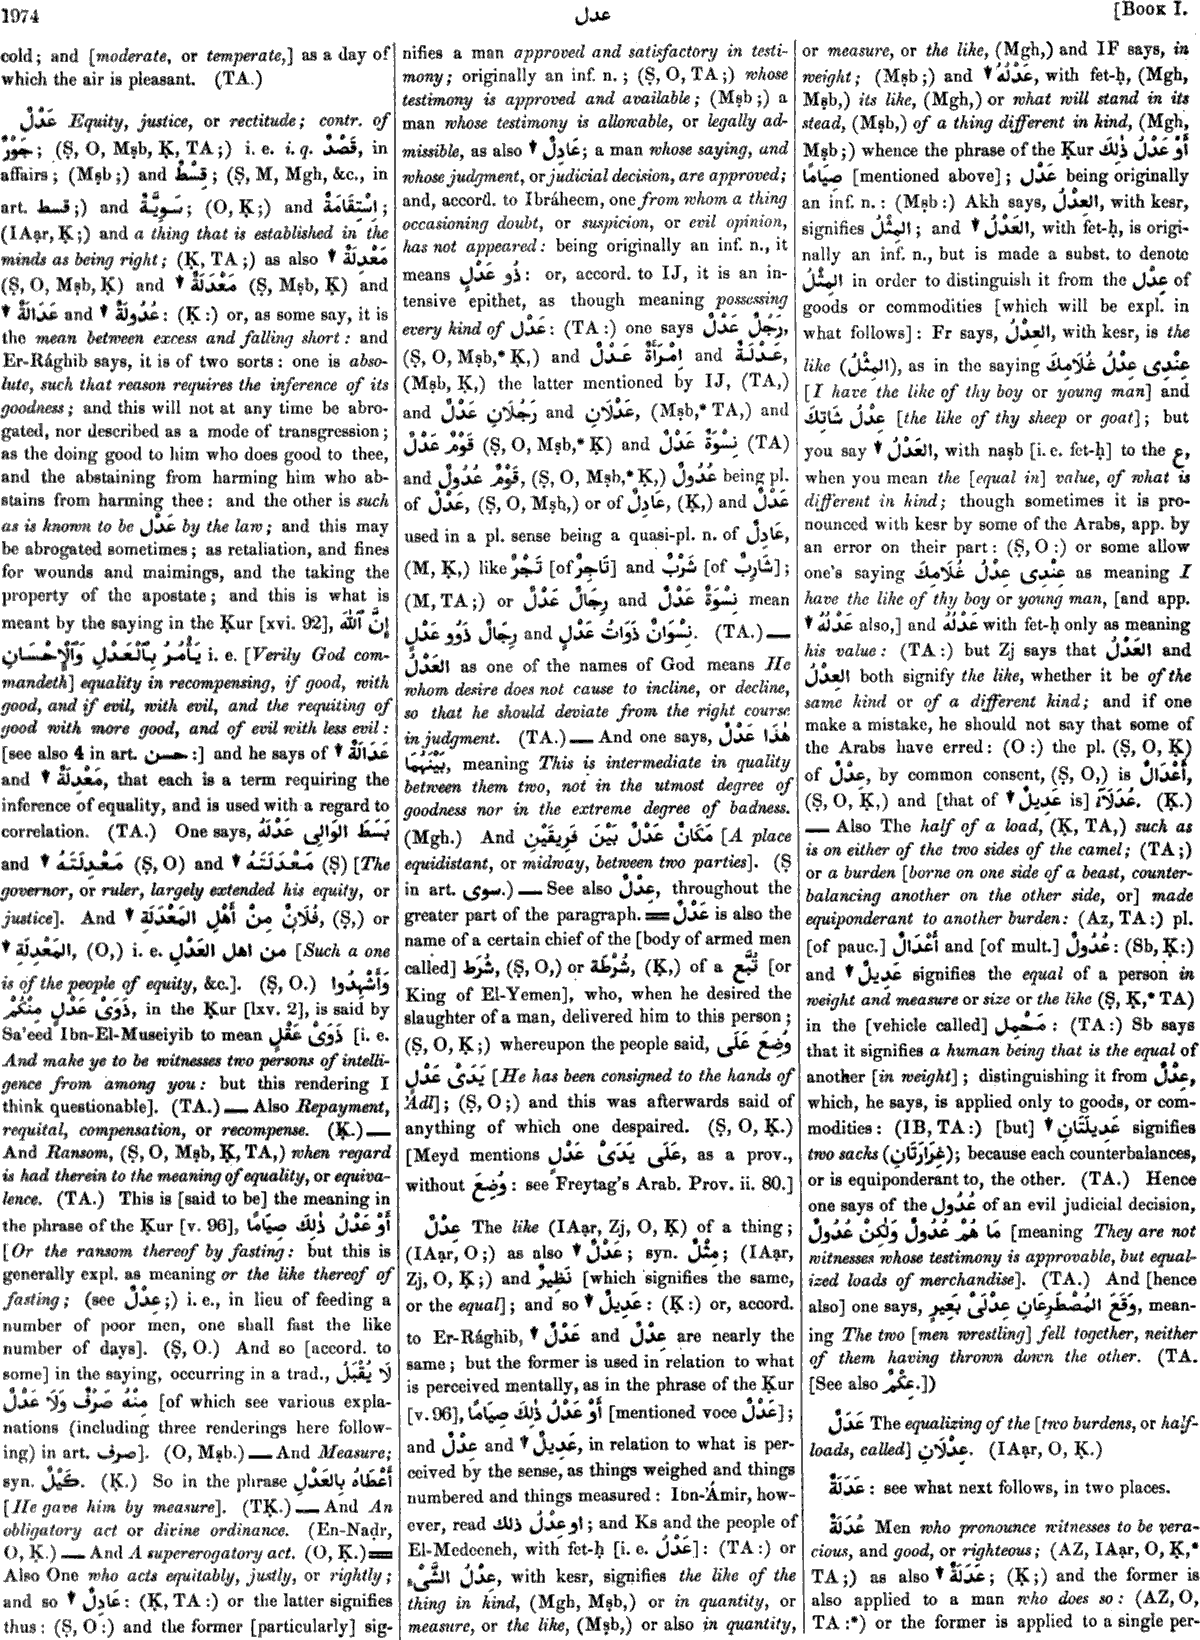 1974
عدل
[Book I.
cold; and [moderate, or temperate,] as a day of
which the air is pleasant. (TA.)
عَدْلٌ Equity, justice, or rectitude; contr. of
جَوْرٌ; (Ṣ, O, Mṣb, Ḳ, TA;) i. e. i. q. قَصْدٌ, in
affairs; (Mṣb;) and قِسْطٌ; (Ṣ, M, Mgh, &c., in
art. قسط;) and سَوِيَّةٌ; (O, Ḳ;) and اِسْتِقَامَةٌ;
(IAạr, Ḳ;) and a thing that is established in the
minds as being right; (Ḳ, TA;) as also ↓ مَعْدِلَةٌ
(Ṣ, O, Mṣb, Ḳ) and ↓ مَعْدَلَةٌ (Ṣ, Mṣb, Ḳ) and
↓ عَدَالَةٌ and ↓ عُدُولَةٌ: (Ḳ:) or, as some say, it is
the mean between excess and falling short: and
Er-Rághib says, it is of two sorts: one is abso-
lute, such that reason requires the inference of its
goodness; and this will not at any time be abro-
gated, nor described as a mode of transgression;
as the doing good to him who does good to thee,
and the abstaining from harming him who ab-
stains from harming thee: and the other is such
as is known to be عَدْل by the law; and this may
be abrogated sometimes; as retaliation, and fines
for wounds and maimings, and the taking the
property of the apostate; and this is what is
meant by the saying in the Ḳur [xvi. 92], إِنَّ ٱللّٰهَ
يَأْمُرُ بِٱلْعَدْلِ وَٱلْإِحْسَانِ i. e. [Verily God com-
mandeth] equality in recompensing, if good, with
good, and if evil, with evil, and the requiting of
good with more good, and of evil with less evil:
[see also 4 in art. حسن:] and he says of ↓ عَدَالَةٌ
and ↓ مَعْدِلَةٌ, that each is a term requiring the
inference of equality, and is used with a regard to
correlation. (TA.) One says, بَسَطَ الوَالِى عَدْلَهُ
and ↓ مَعْدِلَتَهُ (Ṣ, O) and ↓ مَعْدَلَتَهُ (Ṣ) [The
governor, or ruler, largely extended his equity, or
justice]. And ↓ فُلَانٌ مِنْ أَهْلِ المَعْدَلَةِ, (Ṣ,) or
↓ المَعْدِلَةِ, (O,) i. e. من اهل العَدْلِ [Such a one
is of the people of equity, &c.]. (Ṣ, O.) وَأَشْهِدُوا
ذَوَىْ عَدْلٍ مِنْكُمْ, in the Ḳur [lxv. 2], is said by
Sa'eed Ibn-El-Museiyib to mean ذَوَىْ عَقْلٍ [i. e.
And make ye to be witnesses two persons of intelli-
gence from among you: but this rendering I
think questionable]. (TA.) — Also Repayment,
requital, compensation, or recompense. (Ḳ.) —
And Ransom, (Ṣ, O, Mṣb, Ḳ, TA,) when regard
is had therein to the meaning of equality, or equiva-
lence. (TA.) This is [said to be] the meaning in
the phrase of the Ḳur [v. 96], أَوْ عَدْلُ ذٰلِكَ صِيَامًا
[Or the ransom thereof by fasting: but this is
generally expl. as meaning or the like thereof of
fasting; (see عِدْلٌ;) i. e., in lieu of feeding a
number of poor men, one shall fast the like
number of days]. (Ṣ, O.) And so [accord. to
some] in the saying, occurring in a trad., لَا يُقْبَلُ
مِنْهُ صَرْفٌ وَلَا عَدْلٌ [of which see various expla-
nations (including three renderings here follow-
ing) in art. صرف]. (O, Mṣb.) — And Measure;
syn. كَيْلٌ. (Ḳ.) So in the phrase أَعْطَاهُ بِالعَدْلِ
[He gave him by measure]. (TḲ.) — And An
obligatory act or divine ordinance. (En-Naḍr,
O, Ḳ.) — And A supererogatory act. (O, Ḳ.) =
Also One who acts equitably, justly, or rightly;
and so ↓ عَادِلٌ: (Ḳ, TA:) or the latter signifies
thus: (Ṣ, O:) and the former [particularly] sig-
nifies a man approved and satisfactory in testi-
mony; originally an inf. n.; (Ṣ, O, TA;) whose
testimony is approved and available; (Mṣb;) a
man whose testimony is allowable, or legally ad-
missible, as also ↓ عَادِلٌ; a man whose saying, and
whose judgment, or judicial decision, are approved;
and, accord. to Ibráheem, one from whom a thing
occasioning doubt, or suspicion, or evil opinion,
has not appeared: being originally an inf. n., it
means ذُو عَدْلٍ: or, accord. to IJ, it is an in-
tensive epithet, as though meaning possessing
every kind of عَدْل: (TA:) one says رَجُلٌ عَدْلٌ,
(Ṣ, O, Mṣb,* Ḳ,) and اِمْرَأَةٌ عَدْلٌ and عَدْلَةٌ,
(Mṣb, Ḳ,) the latter mentioned by IJ, (TA,)
and رَجُلَانِ عَدْلٌ and عَدْلَانِ, (Mṣb,* TA,) and
قَوْمٌ عَدْلٌ (Ṣ, O, Mṣb,* Ḳ) and نِسْوَةٌ عَدْلٌ (TA)
and قَوْمٌ عُدُولٌ, (Ṣ, O, Mṣb,* Ḳ,) عُدُولٌ being pl.
of عَدْلٌ, (Ṣ, O, Mṣb,) or of عَادِلٌ, (Ḳ,) and عَدْلٌ
used in a pl. sense being a quasi-pl. n. of عَادِلٌ,
(M, Ḳ,) like تَجْرٌ [of تَاجِرٌ] and شَرْبٌ [of شَارِبٌ];
(M, TA;) or رِجَالٌ عَدْلٌ and نِسْوَةٌ عَدْلٌ mean
رِجَالٌ ذَوُو عَدْلٍ and نِسْوَانٌ ذَوَاتُ عَدْلٍ. (TA.) —
العَدْلُ as one of the names of God means He
whom desire does not cause to incline, or decline,
so that he should deviate from the right course
in judgment. (TA.) — And one says, هٰذَا عَدْلٌ
بَيْنَهُمَا, meaning This is intermediate in quality
between them two, not in the utmost degree of
goodness nor in the extreme degree of badness.
(Mgh.) And مَكَانٌ عَدْلٌ بَيْنَ فَرِيقَيْنِ [A place
equidistant, or midway, between two parties]. (Ṣ
in art. سوى.) — See also عِدْلٌ, throughout the
greater part of the paragraph. = عَدْلٌ is also the
name of a certain chief of the [body of armed men
called] شُرَط, (Ṣ, O,) or شُرْطَة, (Ḳ,) of a تُبَّع [or
King of El-Yemen], who, when he desired the
slaughter of a man, delivered him to this person;
(Ṣ, O, Ḳ;) whereupon the people said, وُضِعَ عَلَى
يَدَىْ عَدْلٍ [He has been consigned to the hands of
'Adl]; (Ṣ, O;) and this was afterwards said of
anything of which one despaired. (Ṣ, O, Ḳ.)
[Meyd mentions عَلَى يَدَىْ عَدْلٍ, as a prov.,
without وُضِعَ: see Freytag's Arab. Prov. ii. 80.]
عِدْلٌ The like (IAạr, Zj, O, Ḳ) of a thing;
(IAạr, O;) as also ↓ عَدْلٌ; syn. مِثْلٌ; (IAạr,
Zj, O, Ḳ;) and نَظِيرٌ [which signifies the same,
or the equal]; and so ↓ عَدِيلٌ: (Ḳ:) or, accord.
to Er-Rághib, ↓ عَدْلٌ and عِدْلٌ are nearly the
same; but the former is used in relation to what
is perceived mentally, as in the phrase of the Ḳur
[v. 96], أَوْ عَدْلُ ذٰلِكَ صِيَامًا [mentioned voce عَدْلٌ];
and عِدْلٌ and ↓ عَدِيلٌ, in relation to what is per-
ceived by the sense, as things weighed and things
numbered and things measured: Ibn-'Ámir, how-
ever, read اوعِدْلُ ذلك; and Ks and the people of
El-Medeeneh, with fet-ḥ [i. e. عَدْلُ]: (TA:) or
عِدْلُ الشَّىْءِ, with kesr, signifies the like of the
thing in kind, (Mgh, Mṣb,) or in quantity, or
measure, or the like, (Mṣb,) or also in quantity,
or measure, or the like, (Mgh,) and IF says, in
weight; (Mṣb;) and ↓ عَدْلُهُ, with fet-ḥ, (Mgh,
Mṣb,) its like, (Mgh,) or what will stand in its
stead, (Mṣb,) of a thing different in kind, (Mgh,
Mṣb;) whence the phrase of the Ḳur أَوْ عَدْلُ ذٰلِكَ
صِيَامًا [mentioned above]; عَدْل being originally
an inf. n.: (Mṣb:) Akh says, العِدْلُ, with kesr,
signifies المِثْلُ; and ↓ العَدْلُ, with fet-ḥ, is origi-
nally an inf. n., but is made a subst. to denote
المِثْلُ in order to distinguish it from the عِدْل of
goods or commodities [which will be expl. in
what follows]: Fr says, العِدْلُ, with kesr, is the
like (المِثْلُ), as in the saying عِنْدِى عِدْلُ غُلَامِكَ
[I have the like of thy boy or young man] and
عِدْلُ شَاتِكَ [the like of thy sheep or goat]; but
you say ↓ العَدْلُ, with naṣb [i. e. fet-ḥ] to the ع,
when you mean the [equal in] value, of what is
different in kind; though sometimes it is pro-
nounced with kesr by some of the Arabs, app. by
an error on their part: (Ṣ, O:) or some allow
one's saying عِنْدِى عِدْلُ غُلَامِكَ as meaning I
have the like of thy boy or young man, [and app.
↓ عَدْلُهُ also,] and عَدْلُهُ with fet-ḥ only as meaning
his value: (TA:) but Zj says that العَدْلُ and
العِدْلُ both signify the like, whether it be of the
same kind or of a different kind; and if one
make a mistake, he should not say that some of
the Arabs have erred: (O:) the pl. (Ṣ, O, Ḳ)
of عِدْلٌ, by common consent, (Ṣ, O,) is أَعْدَالٌ,
(Ṣ, O, Ḳ,) and [that of ↓ عَدِيلٌ is] عُدَلَآءُ. (Ḳ.)
— Also The half of a load, (Ḳ, TA,) such as
is on either of the two sides of the camel; (TA;)
or a burden [borne on one side of a beast, counter-
balancing another on the other side, or] made
equiponderant to another burden: (Az, TA:) pl.
[of pauc.] أَعْدَالٌ and [of mult.] عُدُولٌ: (Sb, Ḳ:)
and ↓ عَدِيلٌ signifies the equal of a person in
weight and measure or size or the like (Ṣ, Ḳ,* TA)
in the [vehicle called] مَحْمِل: (TA:) Sb says
that it signifies a human being that is the equal of
another [in weight]; distinguishing it from عِدْلٌ,
which, he says, is applied only to goods, or com-
modities: (IB, TA:) [but] ↓ عَدِيلَتَانِ signifies
two sacks (غِرَارَتَانِ); because each counterbalances,
or is equiponderant to, the other. (TA.) Hence
one says of the عُدُول of an evil judicial decision,
مَا هُمْ عُدُولٌ وَلٰكِنْ عُدُولٌ [meaning They are not
witnesses whose testimony is approvable, but equal-
ized loads of merchandise]. (TA.) And [hence
also] one says, وَقَعَ المُصْطَرِعَانِ عِدْلَىْ بَعِيرٍ, mean-
ing The two [men wrestling] fell together, neither
of them having thrown down the other. (TA.
[See also عِكْمٌ.])
عَدَلٌ The equalizing of the [two burdens, or half-
loads, called] عِدْلَانِ. (IAạr, O, Ḳ.)
عَدَلَةٌ: see what next follows, in two places.
عُدَلَةٌ Men who pronounce witnesses to be vera-
cious, and good, or righteous; (AZ, IAạr, O, Ḳ,*
TA;) as also ↓ عَدَلَةٌ; (Ḳ;) and the former is
also applied to a man who does so: (AZ, O,
TA:*) or the former is applied to a single per-